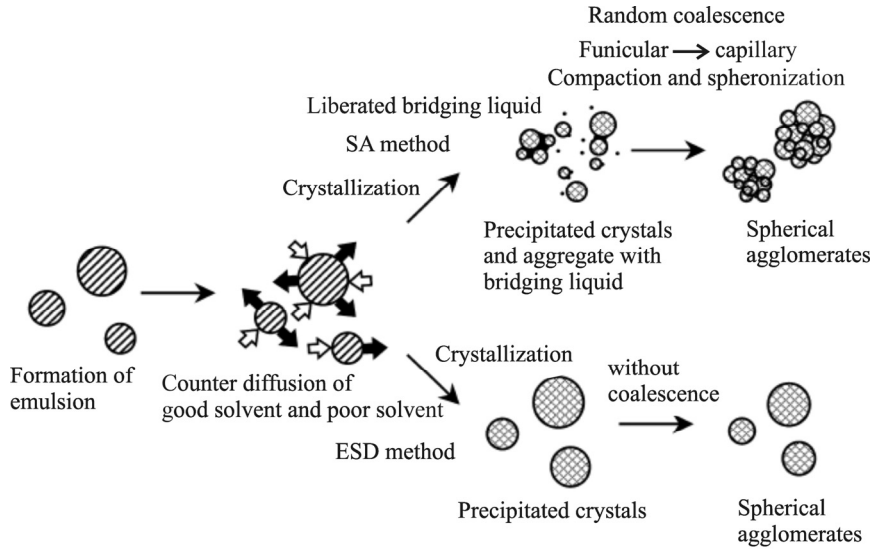 Random coalescence
Funicular → capillary
Compaction and spheronization
Liberated bridging liquid
SA method
Crystallization
Precipitated crystals
and aggregate with
bridging liquid
Spherical
agglomerates
Formation of
emulsion
Counter diffusion of
good solvent and poor solvent
Crystallization
without
coalescence
ESD method
Precipitated crystals
Spherical
agglomerates